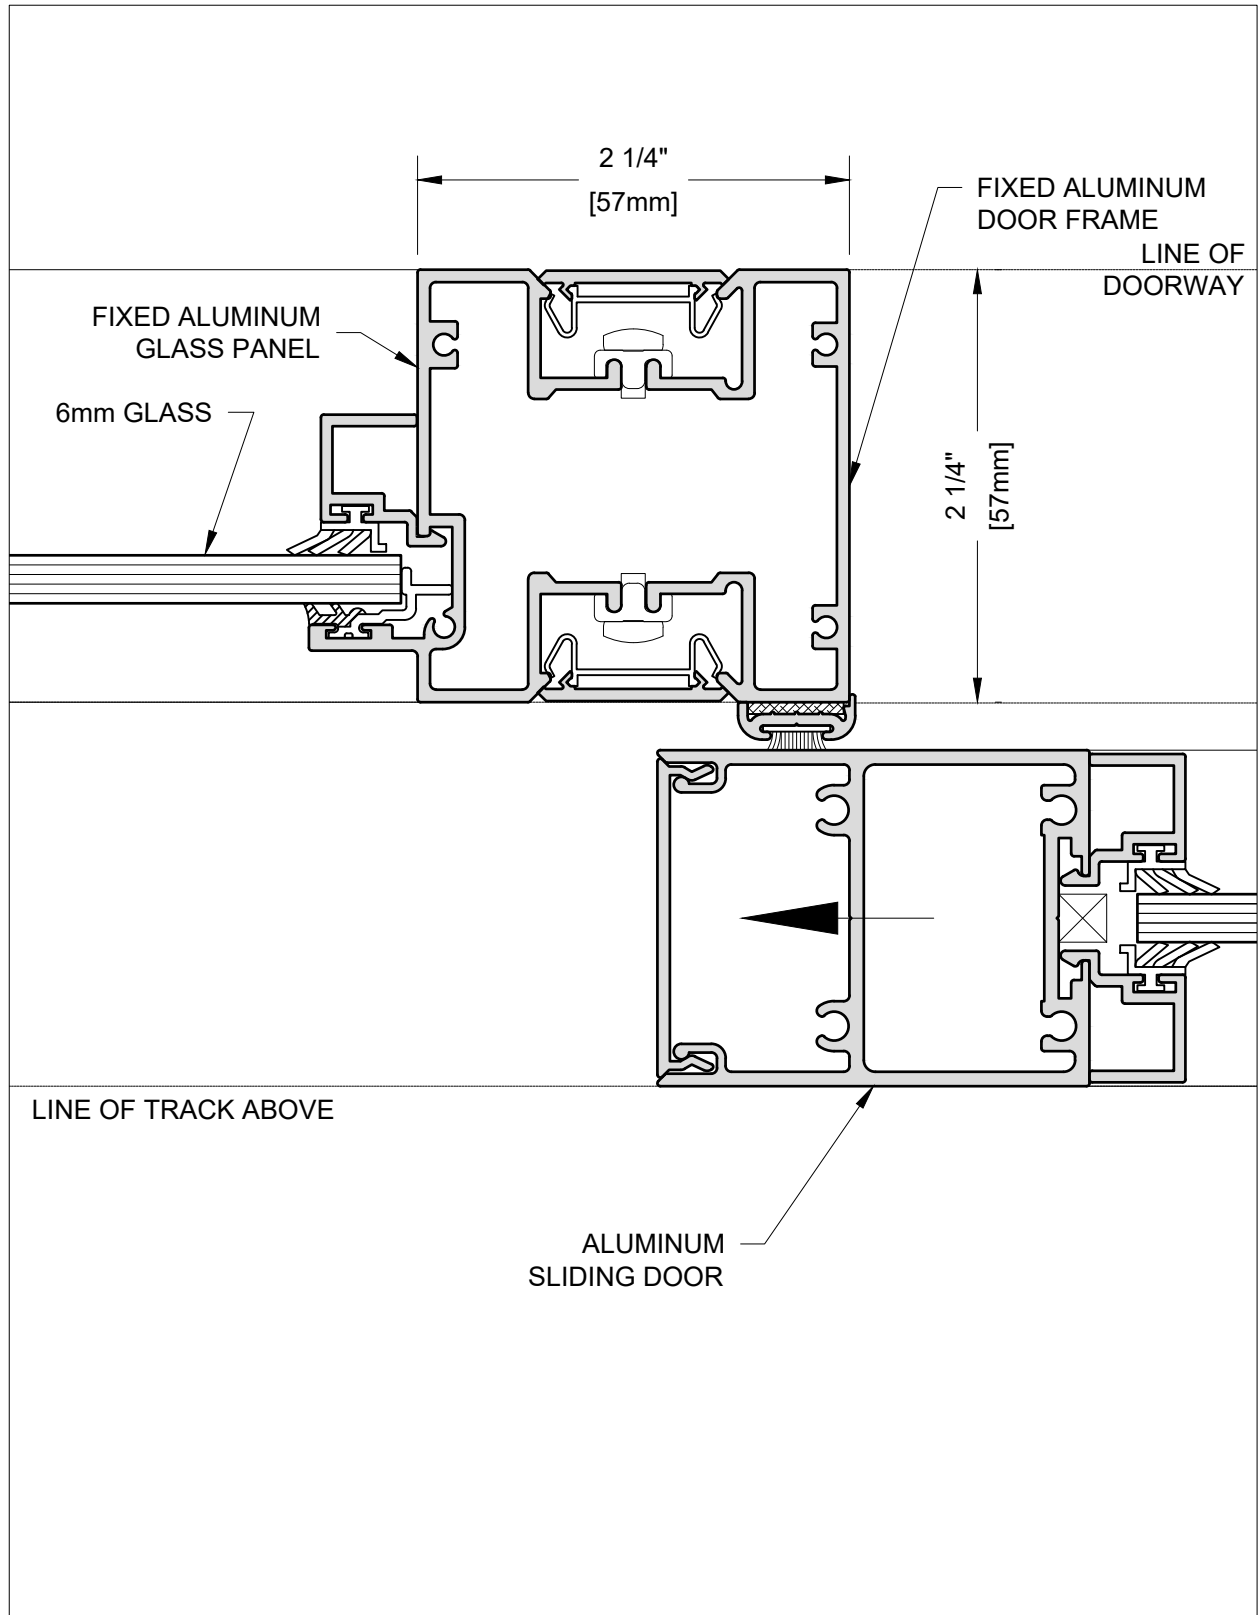 2 1/4"
[57mm]
FIXED ALUMINUM
DOOR FRAME
LINE OF
DOORWAY
FIXED ALUMINUM
GLASS PANEL
6mm GLASS
2 1/4"
[57mm]
LINE OF TRACK ABOVE
ALUMINUM
SLIDING DOOR